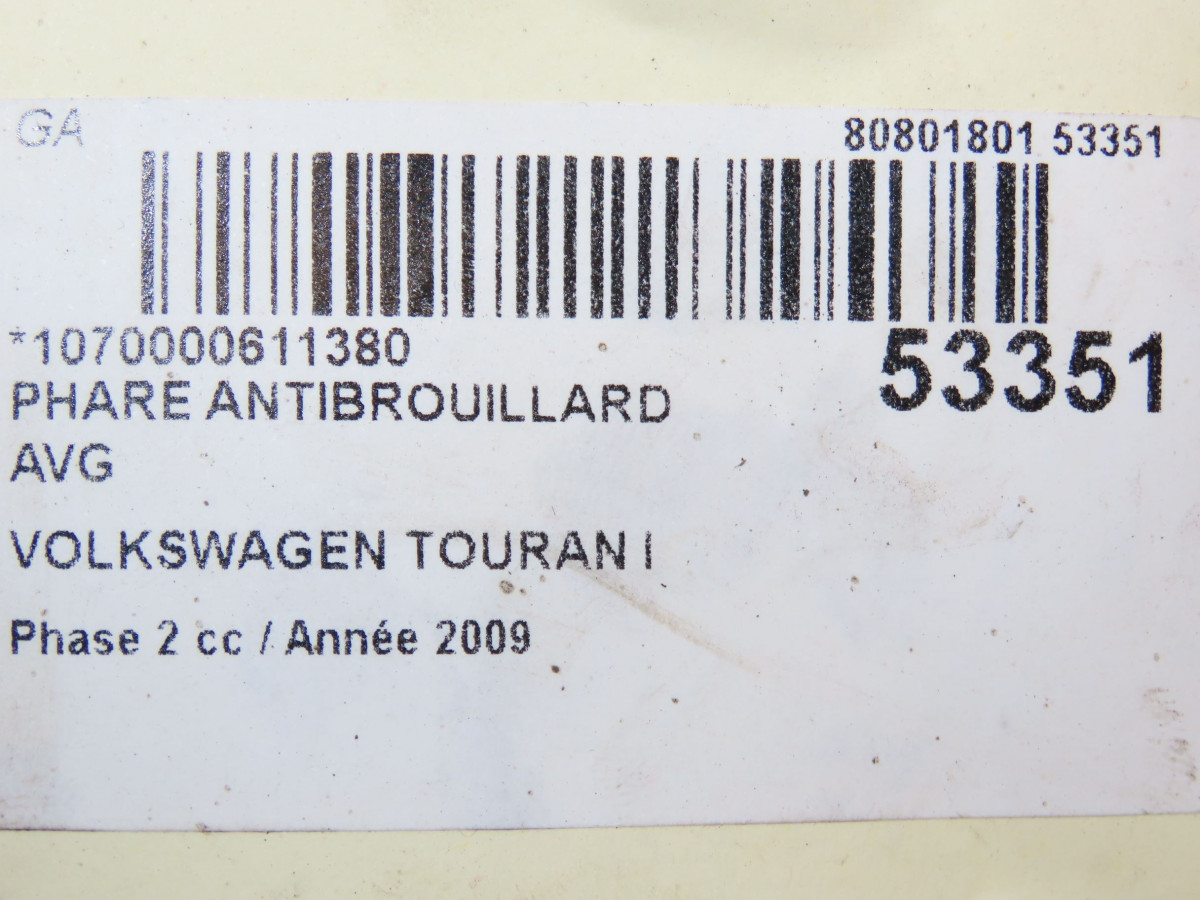 GA
80801801 53351
*1070000611380
53351
PHARE ANTIBROUILLARD
AVG
VOLKSWAGEN TOURAN I
Phase 2 cc / Année 2009